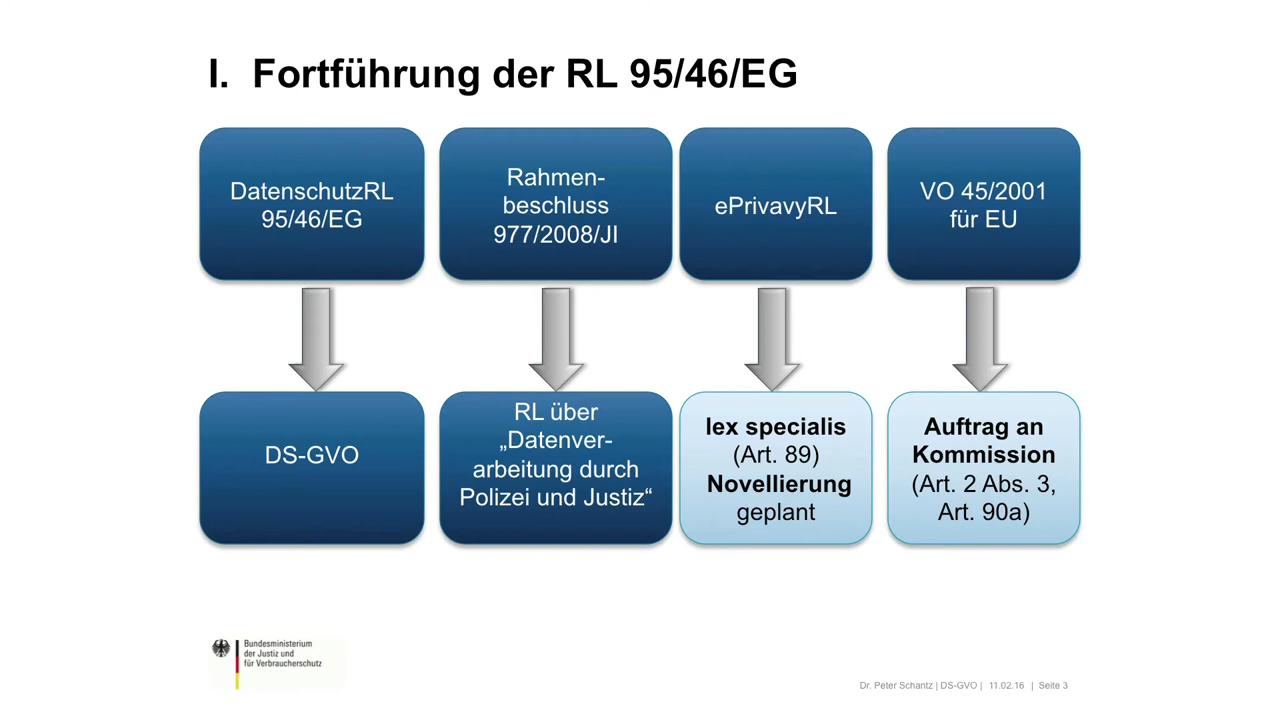 I. Fortführung der RL 95/46/EG
DatenschutzRL
95/46/EG
Rahmen-
beschluss
977/2008/JI
ePrivavyRL
VO 45/2001
für EU
DS-GVO
RL über
„Datenver-
arbeitung durch
Polizei und Justiz“
lex specialis
(Art. 89)
Novellierung
geplant
Auftrag an
Kommission
(Art. 2 Abs. 3,
Art. 90a)
Bundesministerium
der Justiz und
für Verbraucherschutz
Dr. Peter Schantz | DS-GVO | 11.02.16 | Seite 3